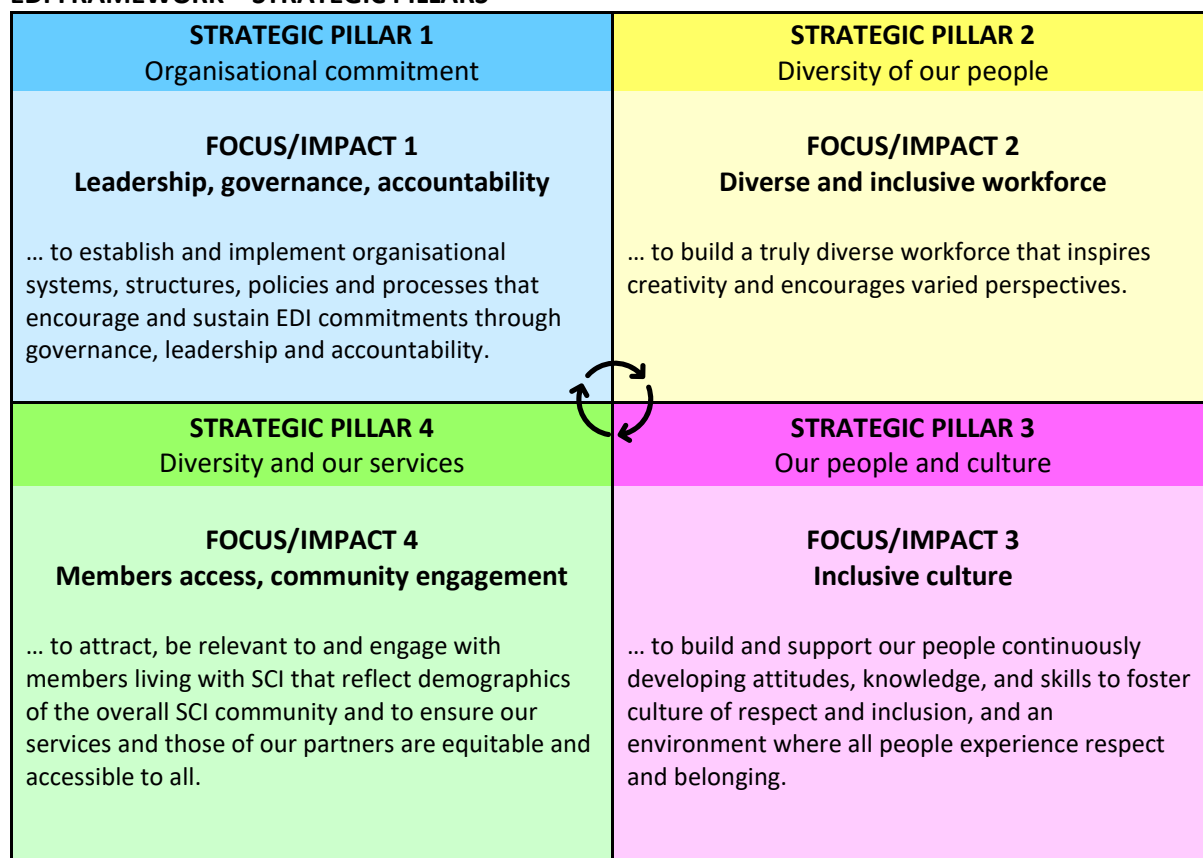 EDI FRAMEWORK – STRATEGIC PILLARS
STRATEGIC PILLAR 1
Organisational commitment
FOCUS/IMPACT 1
Leadership, governance, accountability
… to establish and implement organisational
systems, structures, policies and processes that
encourage and sustain EDI commitments through
governance, leadership and accountability.
STRATEGIC PILLAR 2
Diversity of our people
FOCUS/IMPACT 2
Diverse and inclusive workforce
… to build a truly diverse workforce that inspires
creativity and encourages varied perspectives.
STRATEGIC PILLAR 4
Diversity and our services
FOCUS/IMPACT 4
Members access, community engagement
… to attract, be relevant to and engage with
members living with SCI that reflect demographics
of the overall SCI community and to ensure our
services and those of our partners are equitable and
accessible to all.
STRATEGIC PILLAR 3
Our people and culture
FOCUS/IMPACT 3
Inclusive culture
… to build and support our people continuously
developing attitudes, knowledge, and skills to foster
culture of respect and inclusion, and an
environment where all people experience respect
and belonging.